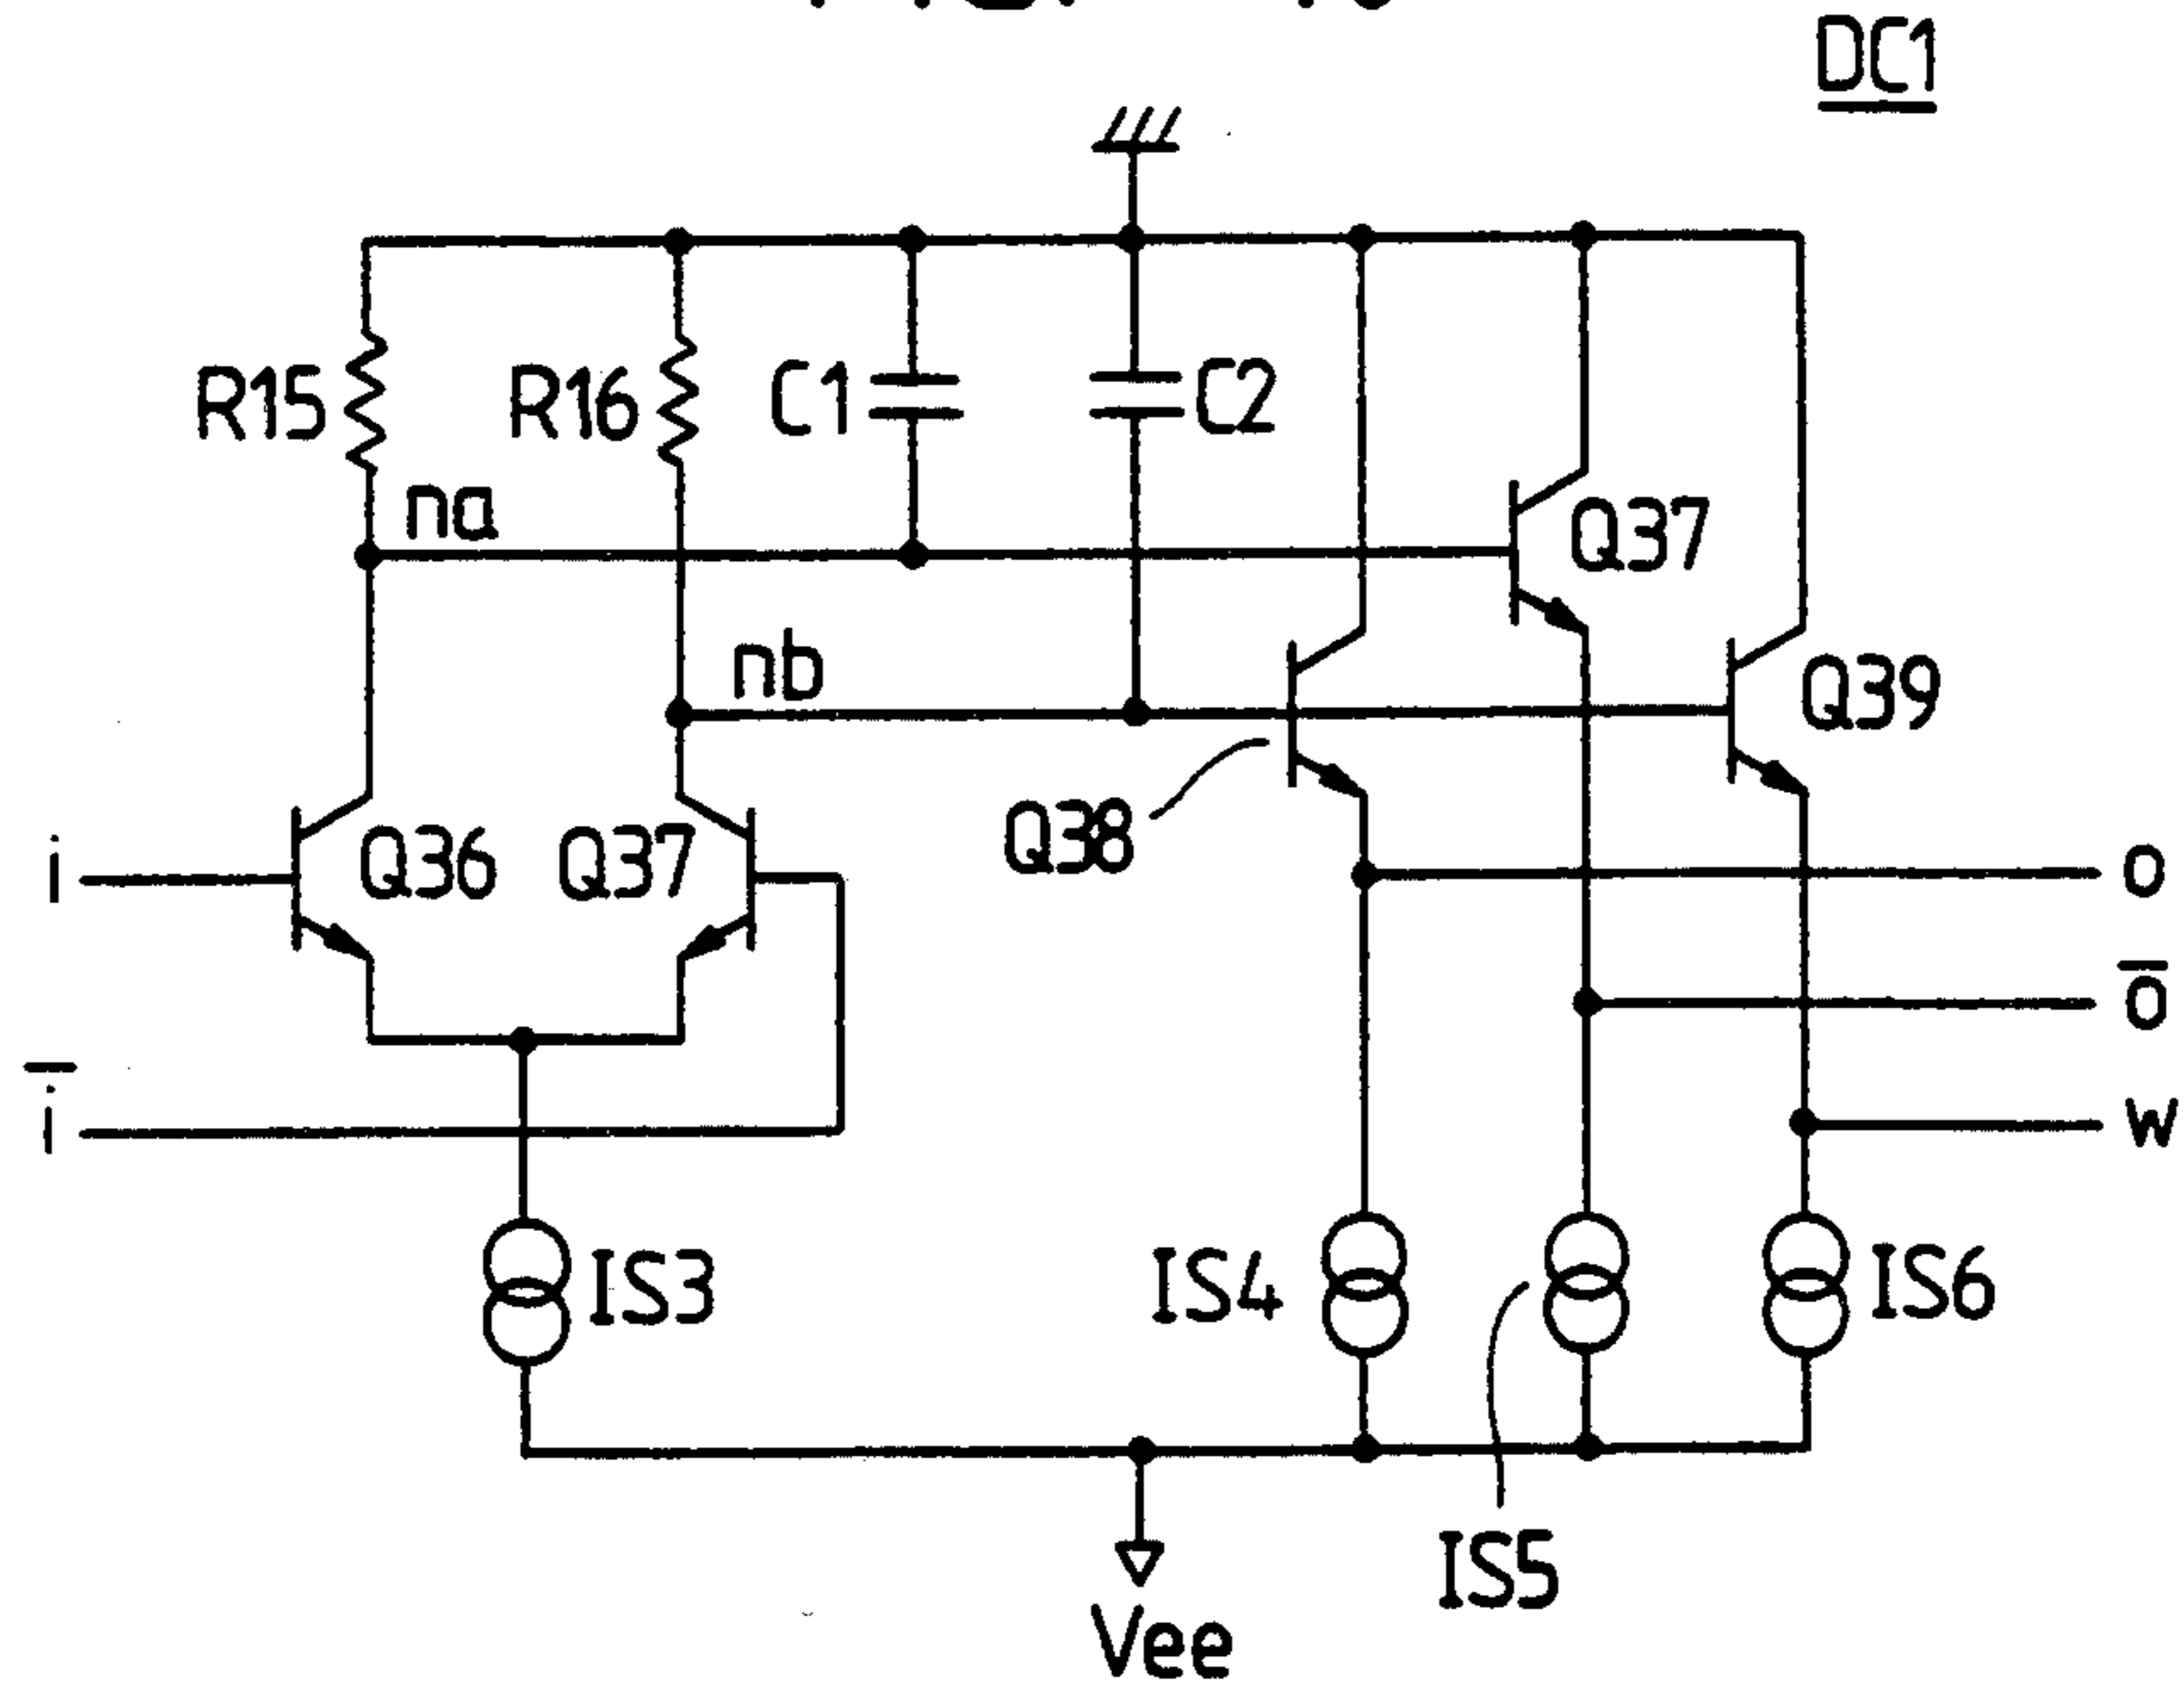 DC1
R15
R16
C1
C2
na
Q37
nb
Q39
Q38
i
Q36
Q37
o
o̅
i̅
w
IS3
IS4
IS6
IS5
Vee